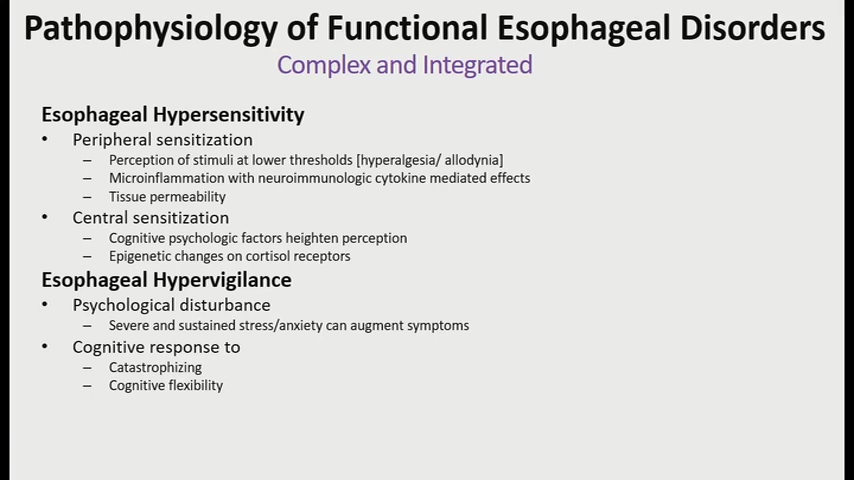 Pathophysiology of Functional Esophageal Disorders
Complex and Integrated
Esophageal Hypersensitivity
• Peripheral sensitization
– Perception of stimuli at lower thresholds [hyperalgesia/ allodynia]
– Microinflammation with neuroimmunologic cytokine mediated effects
– Tissue permeability
• Central sensitization
– Cognitive psychologic factors heighten perception
– Epigenetic changes on cortisol receptors
Esophageal Hypervigilance
• Psychological disturbance
– Severe and sustained stress/anxiety can augment symptoms
• Cognitive response to
– Catastrophizing
– Cognitive flexibility